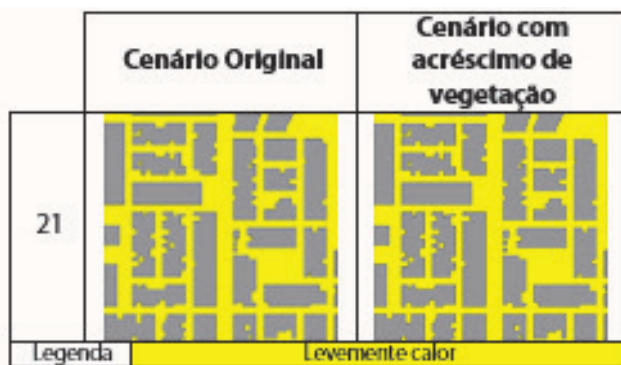 Cenário Original
Cenário com
acréscimo de
vegetação
21
Legenda
Levemente calor